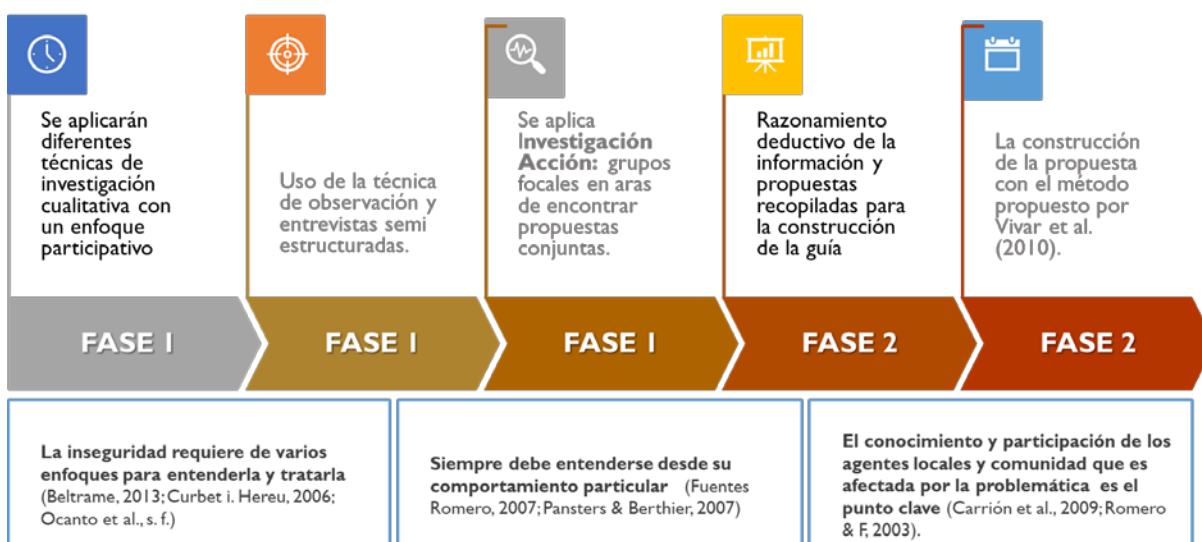 Se aplicarán
diferentes
técnicas de
investigación
cualitativa con
un enfoque
participativo
Uso de la técnica
de observación y
entrevistas semi
estructuradas.
Se aplica
Investigación
Acción: grupos
focales en aras
de encontrar
propuestas
conjuntas.
Razonamiento
deductivo de la
información y
propuestas
recopiladas para
la construcción
de la guía
La construcción
de la propuesta
con el método
propuesto por
Vivar et al.
(2010).
FASE 1
FASE 1
FASE 1
FASE 2
FASE 2
La inseguridad requiere de varios
enfoques para entenderla y tratarla
(Beltrame, 2013; Curbet i. Hereu, 2006;
Ocanto et al., s. f.)
Siempre debe entenderse desde su
comportamiento particular (Fuentes
Romero, 2007; Pansters & Berthier, 2007)
El conocimiento y participación de los
agentes locales y comunidad que es
afectada por la problemática es el
punto clave (Carrión et al., 2009; Romero
& F, 2003).